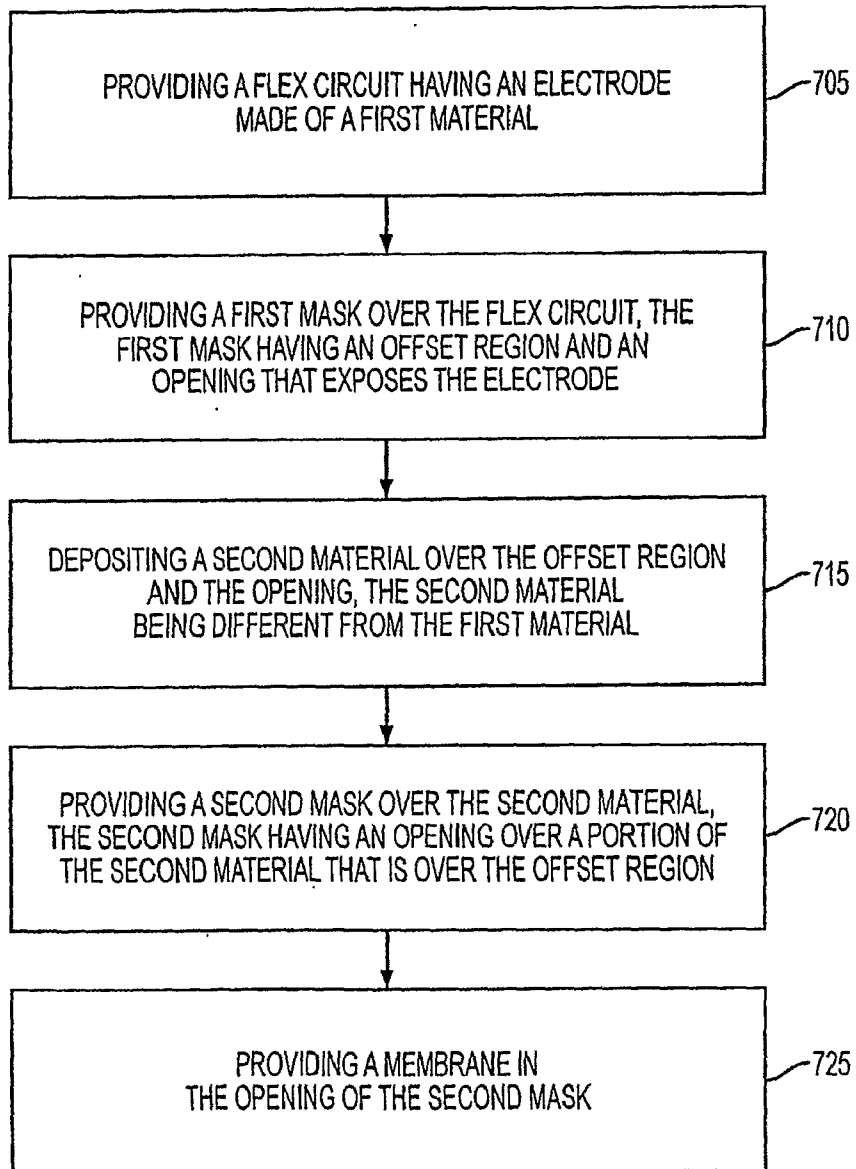 PROVIDING A FLEX CIRCUIT HAVING AN ELECTRODE
MADE OF A FIRST MATERIAL
705
PROVIDING A FIRST MASK OVER THE FLEX CIRCUIT, THE
FIRST MASK HAVING AN OFFSET REGION AND AN
OPENING THAT EXPOSES THE ELECTRODE
710
DEPOSITING A SECOND MATERIAL OVER THE OFFSET REGION
AND THE OPENING, THE SECOND MATERIAL
BEING DIFFERENT FROM THE FIRST MATERIAL
715
PROVIDING A SECOND MASK OVER THE SECOND MATERIAL,
THE SECOND MASK HAVING AN OPENING OVER A PORTION OF
THE SECOND MATERIAL THAT IS OVER THE OFFSET REGION
720
PROVIDING A MEMBRANE IN
THE OPENING OF THE SECOND MASK
725